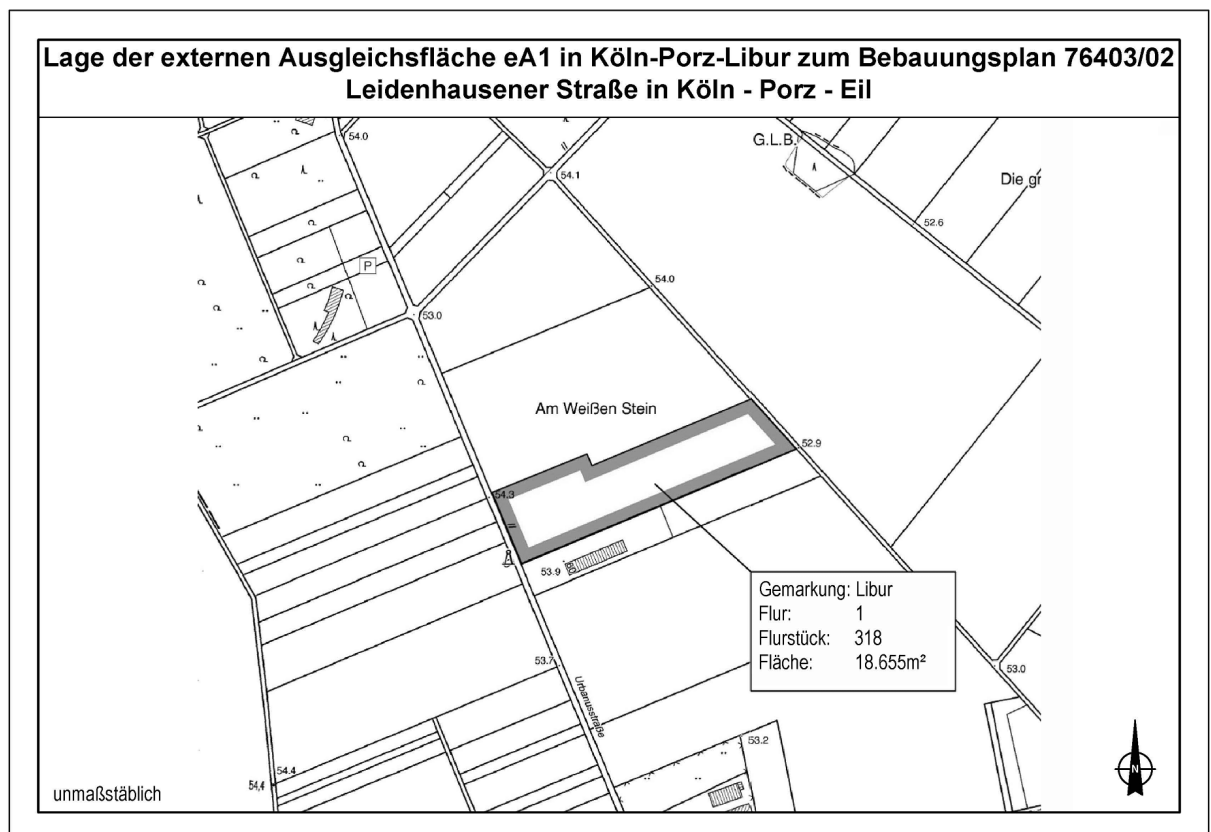 Lage der externen Ausgleichsfläche eA1 in Köln-Porz-Libur zum Bebauungsplan 76403/02
Leidenhausener Straße in Köln - Porz - Eil
54.0
54.1
G.L.B.
Die gr
52.6
P
54.0
53.0
Am Weißen Stein
52.9
54.3
53.9
Gemarkung: Libur
Flur: 1
Flurstück: 318
Fläche: 18.655m²
53.7
53.0
Urbanusstraße
53.2
54.4
54,4
unmaßstäblich
N